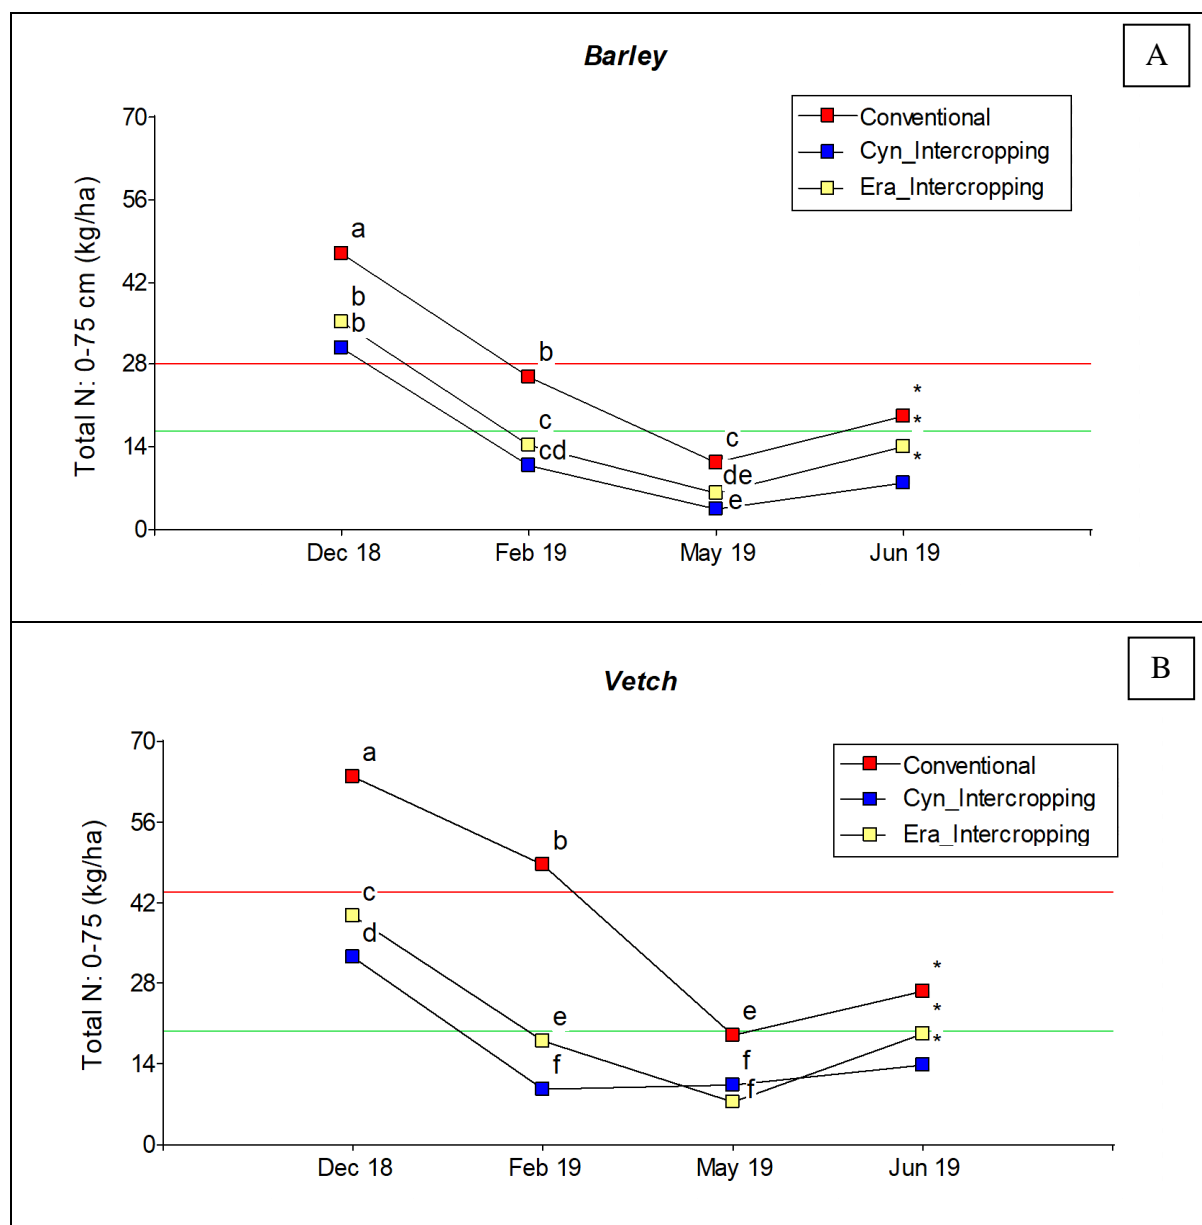 A
Barley
Conventional
Cyn_Intercropping
Era_Intercropping
Total N: 0-75 cm (kg/ha)
70
56
42
28
14
0
a
b
b
b
c
cd
c
de
e
*
*
*
Dec 18
Feb 19
May 19
Jun 19
B
Vetch
Conventional
Cyn_Intercropping
Era_Intercropping
Total N: 0-75 (kg/ha)
70
56
42
28
14
0
a
b
c
d
e
f
e
f
f
*
*
*
Dec 18
Feb 19
May 19
Jun 19